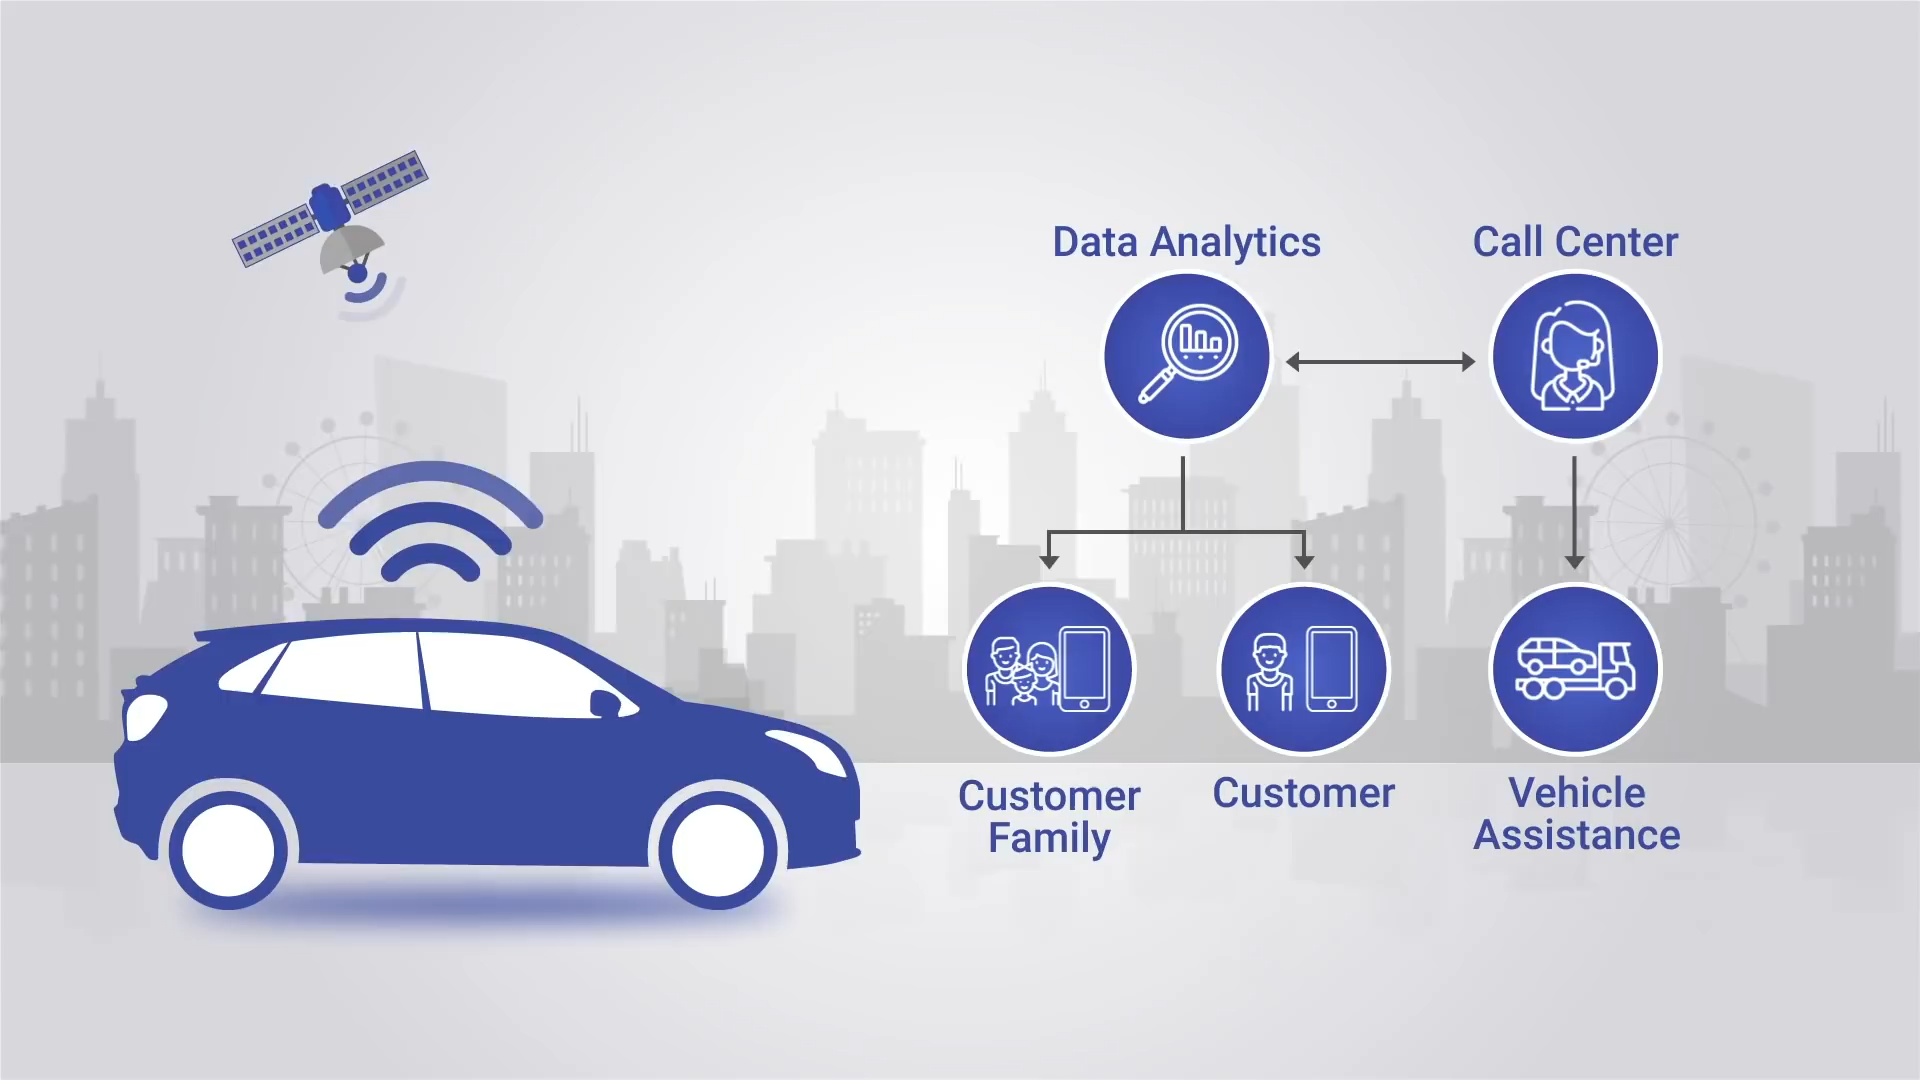 Data Analytics
Call Center
Customer
Family
Customer
Vehicle
Assistance